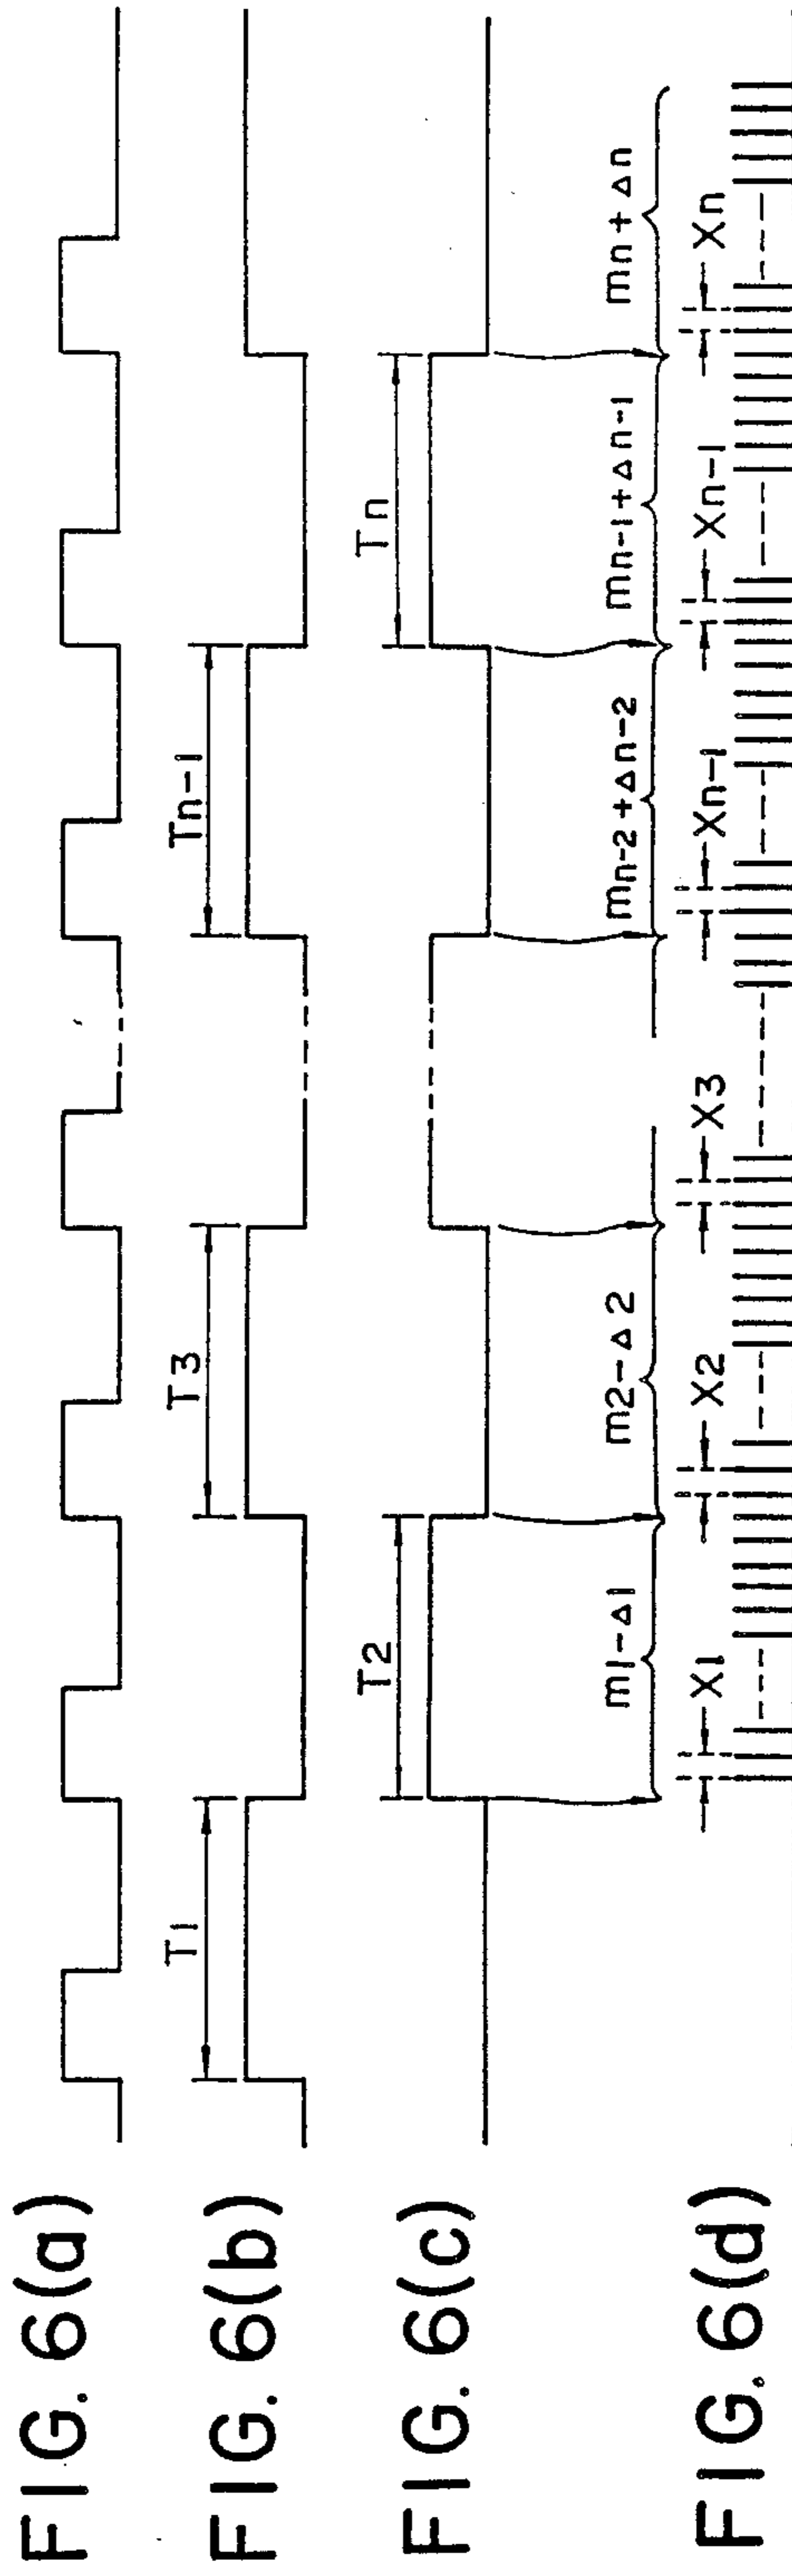 FIG. 6(a)
FIG. 6(b)
T1
T3
Tn-1
FIG. 6(c)
T2
Tn
m1-Δ1
m2-Δ2
mn-2+Δn-2
mn-1+Δn-1
mn+Δn
FIG. 6(d)
X1
X2
X3
Xn-1
Xn-1
Xn